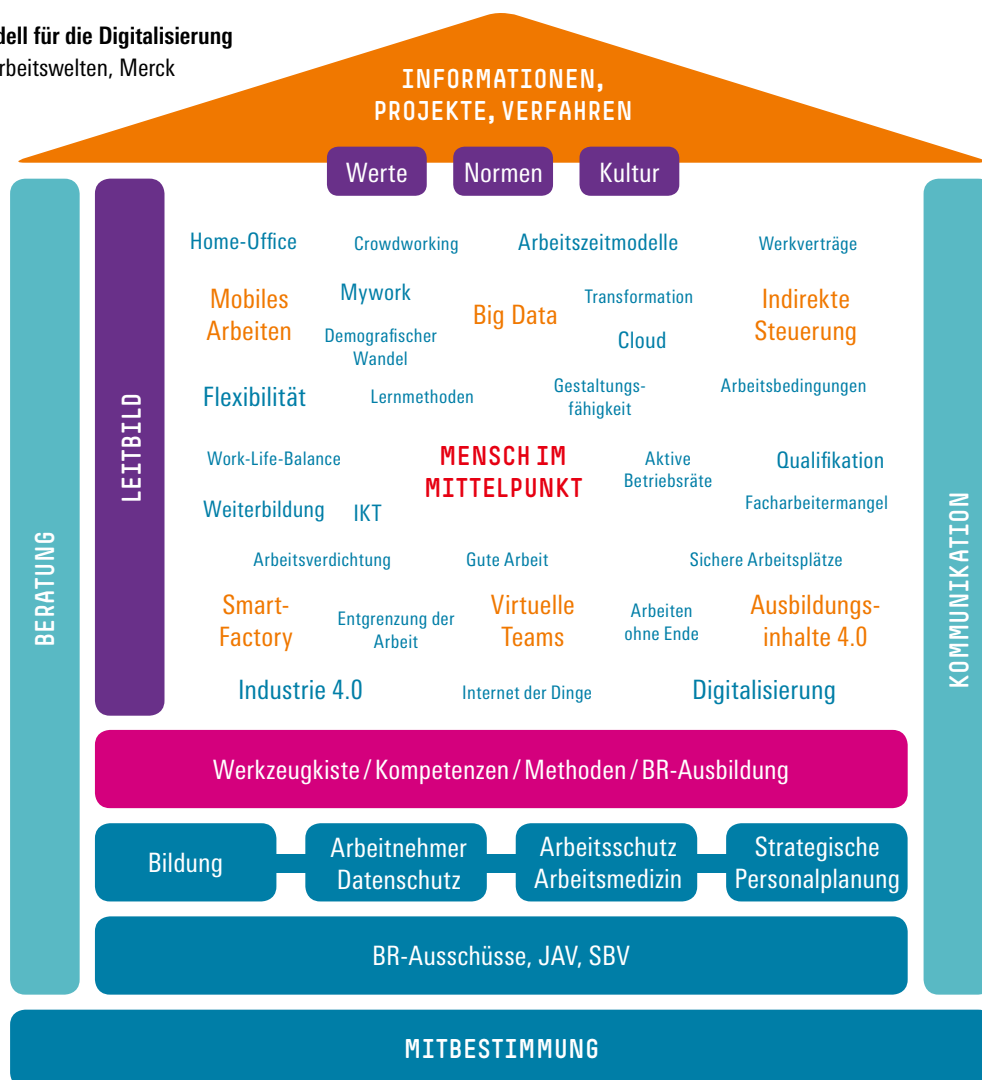 dell für die Digitalisierung
rbeitswelten, Merck
INFORMATIONEN,
PROJEKTE, VERFAHREN
Werte Normen Kultur
BERATUNG
LEITBILD
KOMMUNIKATION
Home-Office Crowdworking Arbeitszeitmodelle Werkverträge
Mobiles
Arbeiten
Mywork
Demografischer
Wandel
Big Data
Transformation
Cloud
Indirekte
Steuerung
Flexibilität
Lernmethoden
Gestaltungs-
fähigkeit
Arbeitsbedingungen
Work-Life-Balance
MENSCH IM
MITTELPUNKT
Aktive
Betriebsräte
Qualifikation
Weiterbildung
IKT
Facharbeitermangel
Arbeitsverdichtung Gute Arbeit Sichere Arbeitsplätze
Smart-
Factory
Entgrenzung der
Arbeit
Virtuelle
Teams
Arbeiten
ohne Ende
Ausbildungs-
inhalte 4.0
Industrie 4.0 Internet der Dinge Digitalisierung
Werkzeugkiste / Kompetenzen / Methoden / BR-Ausbildung
Bildung
Arbeitnehmer
Datenschutz
Arbeitsschutz
Arbeitsmedizin
Strategische
Personalplanung
BR-Ausschüsse, JAV, SBV
MITBESTIMMUNG